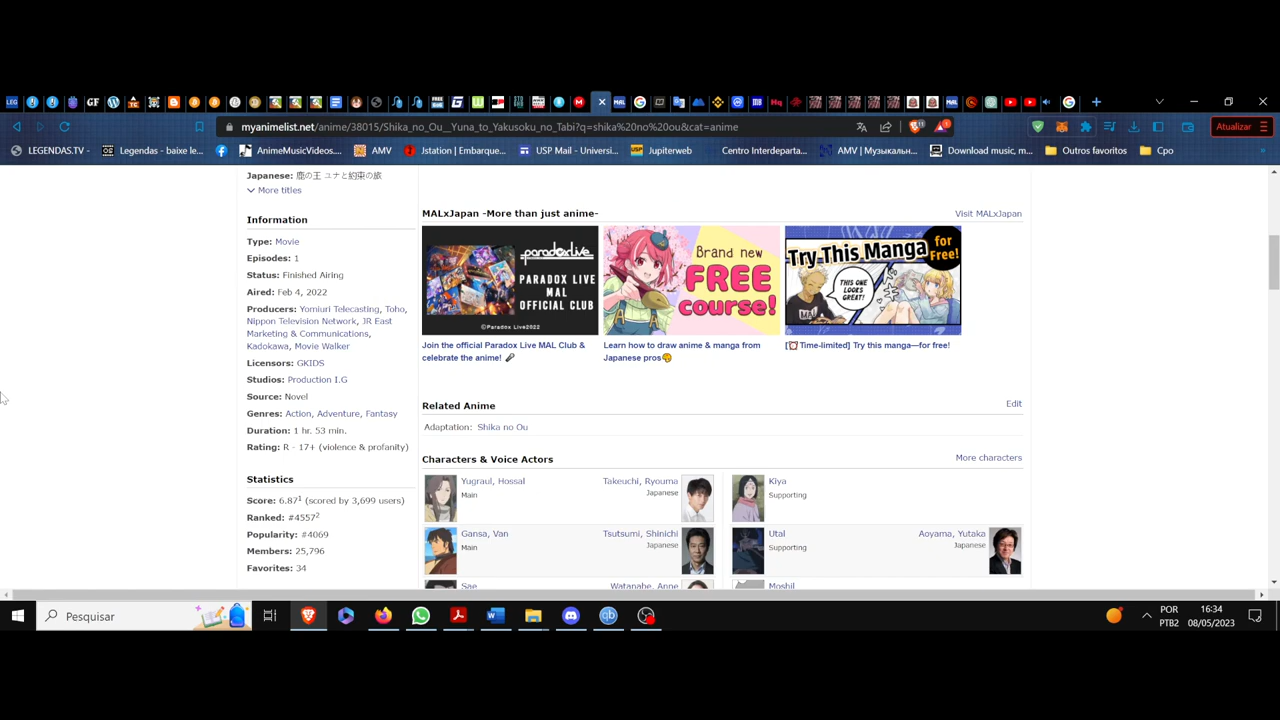 LEG
GF
TC
MAL
Hq
MAL
myanimelist.net/anime/38015/Shika_no_Ou__Yuna_to_Yakusoku_no_Tabi?q=shika%20no%20ou&cat=anime
Atualizar
LEGENDAS.TV -
Legendas - baixe le...
AnimeMusicVideos....
AMV
Jstation | Embarque...
USP Mail - Universi...
Jupiterweb
Centro Interdeparta...
AMV | Музыкальн...
Download music, m...
Outros favoritos
Cpo
Japanese: 鹿の王 ユナと約束の旅
More titles
Information
Type: Movie
Episodes: 1
Status: Finished Airing
Aired: Feb 4, 2022
Producers: Yomiuri Telecasting, Toho,
Nippon Television Network, JR East
Marketing & Communications,
Kadokawa, Movie Walker
Licensors: GKIDS
Studios: Production I.G
Source: Novel
Genres: Action, Adventure, Fantasy
Duration: 1 hr. 53 min.
Rating: R - 17+ (violence & profanity)
Statistics
Score: 6.87¹ (scored by 3,699 users)
Ranked: #4557²
Popularity: #4069
Members: 25,796
Favorites: 34
MALxJapan -More than just anime-
Visit MALxJapan
paradoxlive
PARADOX LIVE
MAL
OFFICIAL CLUB
©Paradox Live2022
Brand new
FREE
course!
Try This Manga
for
Free!
THIS ONE
LOOKS
GREAT!
Join the official Paradox Live MAL Club &
celebrate the anime! 🎤
Learn how to draw anime & manga from
Japanese pros
[⏰Time-limited] Try this manga—for free!
Related Anime
Edit
Adaptation: Shika no Ou
Characters & Voice Actors
More characters
Yugraul, Hossal
Main
Takeuchi, Ryouma
Japanese
Kiya
Supporting
Gansa, Van
Main
Tsutsumi, Shinichi
Japanese
Utal
Supporting
Aoyama, Yutaka
Japanese
Sae
Watanabe, Anne
Moshil
Pesquisar
POR
PTB2
16:34
08/05/2023